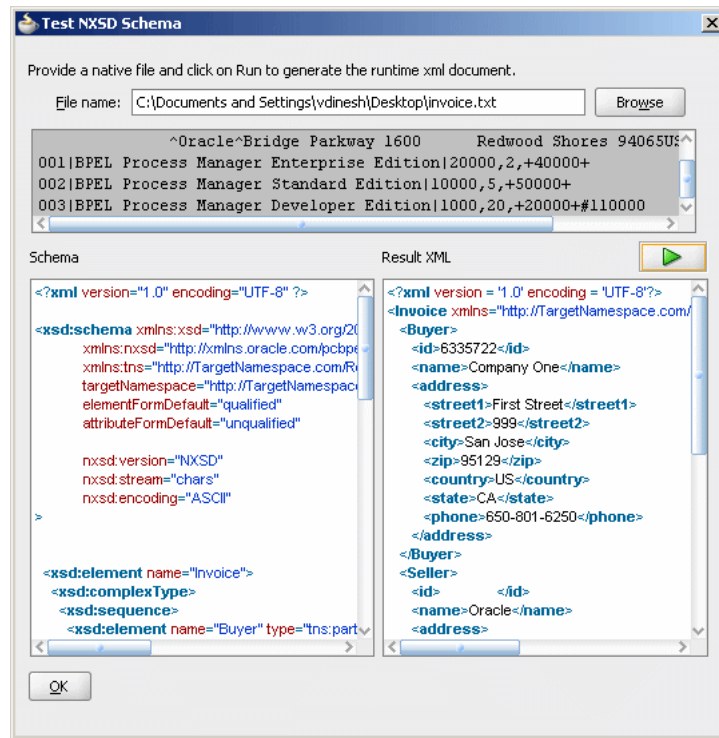 Test NXSD Schema
Provide a native file and click on Run to generate the runtime xml document.
File name: C:\Documents and Settings\vdinesh\Desktop\invoice.txt Browse
^Oracle^Bridge Parkway 1600 Redwood Shores 94065US
001|BPEL Process Manager Enterprise Edition|20000,2,+40000+
002|BPEL Process Manager Standard Edition|10000,5,+50000+
003|BPEL Process Manager Developer Edition|1000,20,+20000+#110000
Schema
<?xml version="1.0" encoding="UTF-8" ?>
<xsd:schema xmlns:xsd="http://www.w3.org/20
xmlns:nxsd="http://xmlns.oracle.com/pcbpe
xmlns:tns="http://TargetNamespace.com/R
targetNamespace="http://TargetNamespac
elementFormDefault="qualified"
attributeFormDefault="unqualified"
nxsd:version="NXSD"
nxsd:stream="chars"
nxsd:encoding="ASCII"
>
<xsd:element name="Invoice">
<xsd:complexType>
<xsd:sequence>
<xsd:element name="Buyer" type="tns:part
Result XML
<?xml version = '1.0' encoding = 'UTF-8'?>
<Invoice xmlns="http://TargetNamespace.com/
<Buyer>
<id>6335722</id>
<name>Company One</name>
<address>
<street1>First Street</street1>
<street2>999</street2>
<city>San Jose</city>
<zip>95129</zip>
<country>US</country>
<state>CA</state>
<phone>650-801-6250</phone>
</address>
</Buyer>
<Seller>
<id> </id>
<name>Oracle</name>
<address>
OK